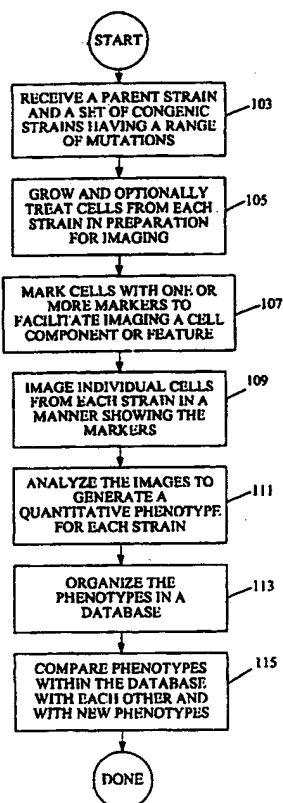 START
RECEIVE A PARENT STRAIN
AND A SET OF CONGENIC
STRAINS HAVING A RANGE
OF MUTATIONS
103
GROW AND OPTIONALLY
TREAT CELLS FROM EACH
STRAIN IN PREPARATION
FOR IMAGING
105
MARK CELLS WITH ONE OR
MORE MARKERS TO
FACILITATE IMAGING A CELL
COMPONENT OR FEATURE
107
IMAGE INDIVIDUAL CELLS
FROM EACH STRAIN IN A
MANNER SHOWING THE
MARKERS
109
ANALYZE THE IMAGES TO
GENERATE A
QUANTITATIVE PHENOTYPE
FOR EACH STRAIN
111
ORGANIZE THE
PHENOTYPES IN A
DATABASE
113
COMPARE PHENOTYPES
WITHIN THE DATABASE
WITH EACH OTHER AND
WITH NEW PHENOTYPES
115
DONE